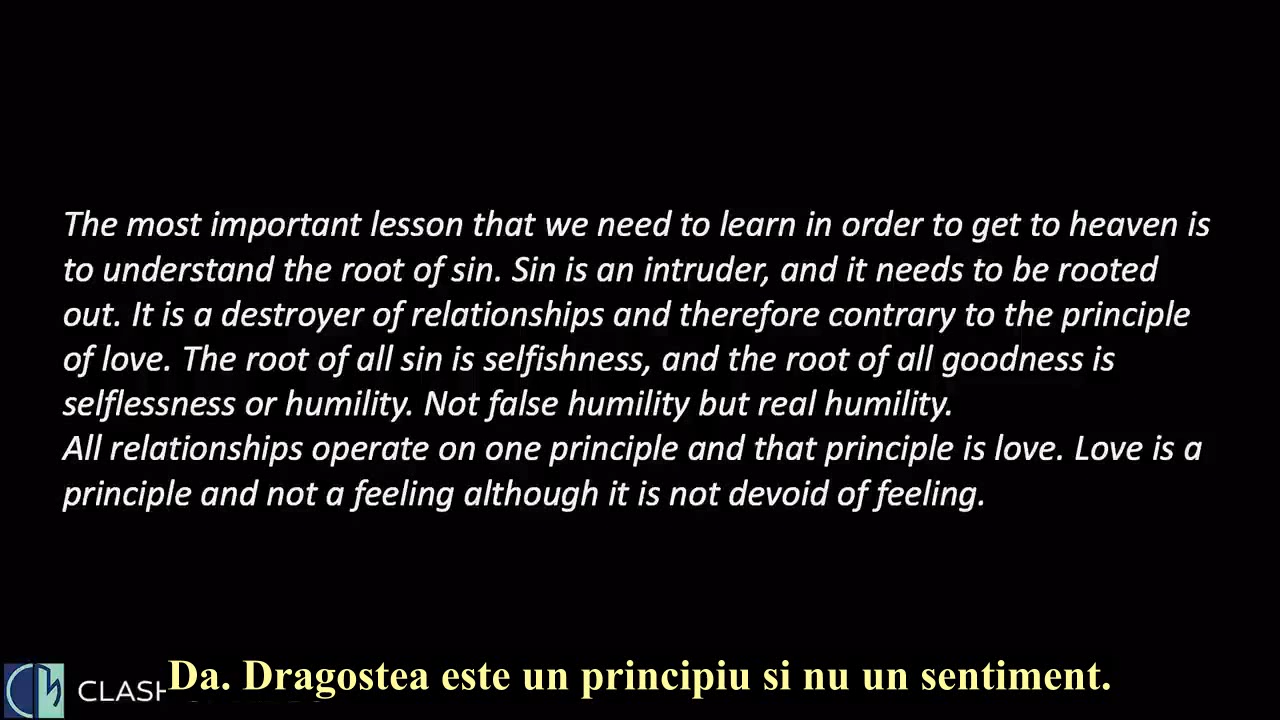 The most important lesson that we need to learn in order to get to heaven is
to understand the root of sin. Sin is an intruder, and it needs to be rooted
out. It is a destroyer of relationships and therefore contrary to the principle
of love. The root of all sin is selfishness, and the root of all goodness is
selflessness or humility. Not false humility but real humility.
All relationships operate on one principle and that principle is love. Love is a
principle and not a feeling although it is not devoid of feeling.
Da. Dragostea este un principiu si nu un sentiment.
CLASH